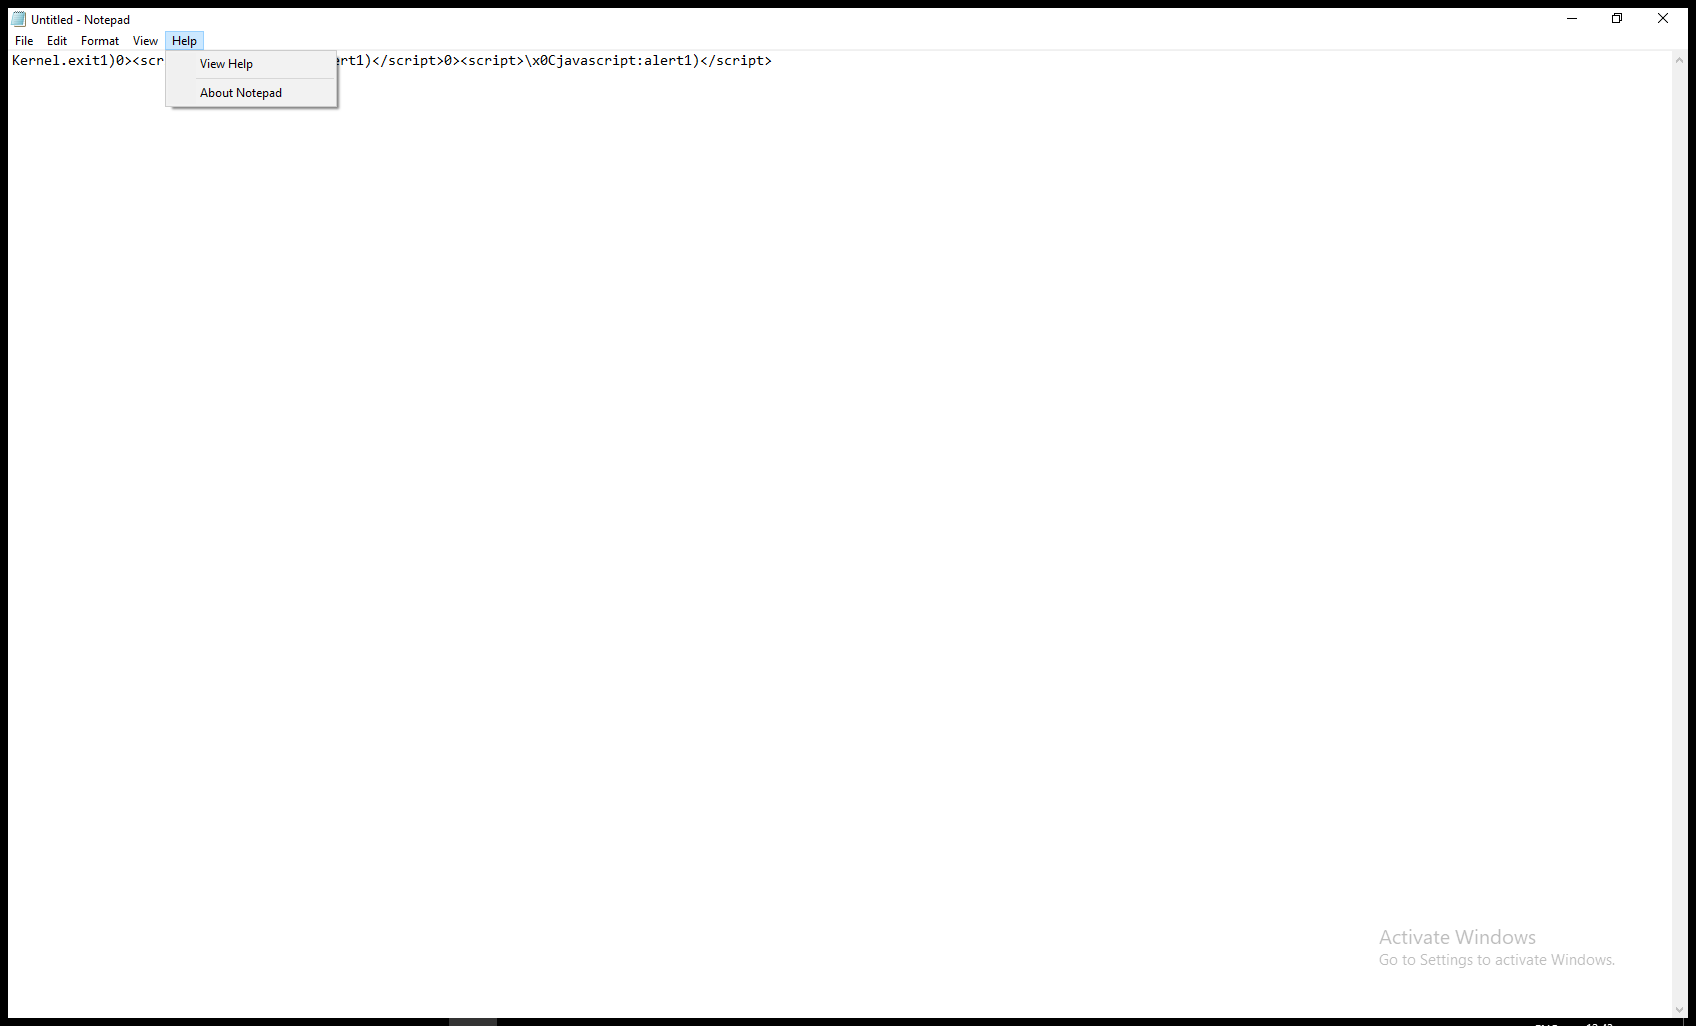 Untitled - Notepad
File Edit Format View Help
Kernel.exit1)0><scr rt1)</script>0><script>\x0Cjavascript:alert1)</script>
View Help
About Notepad
Activate Windows
Go to Settings to activate Windows.